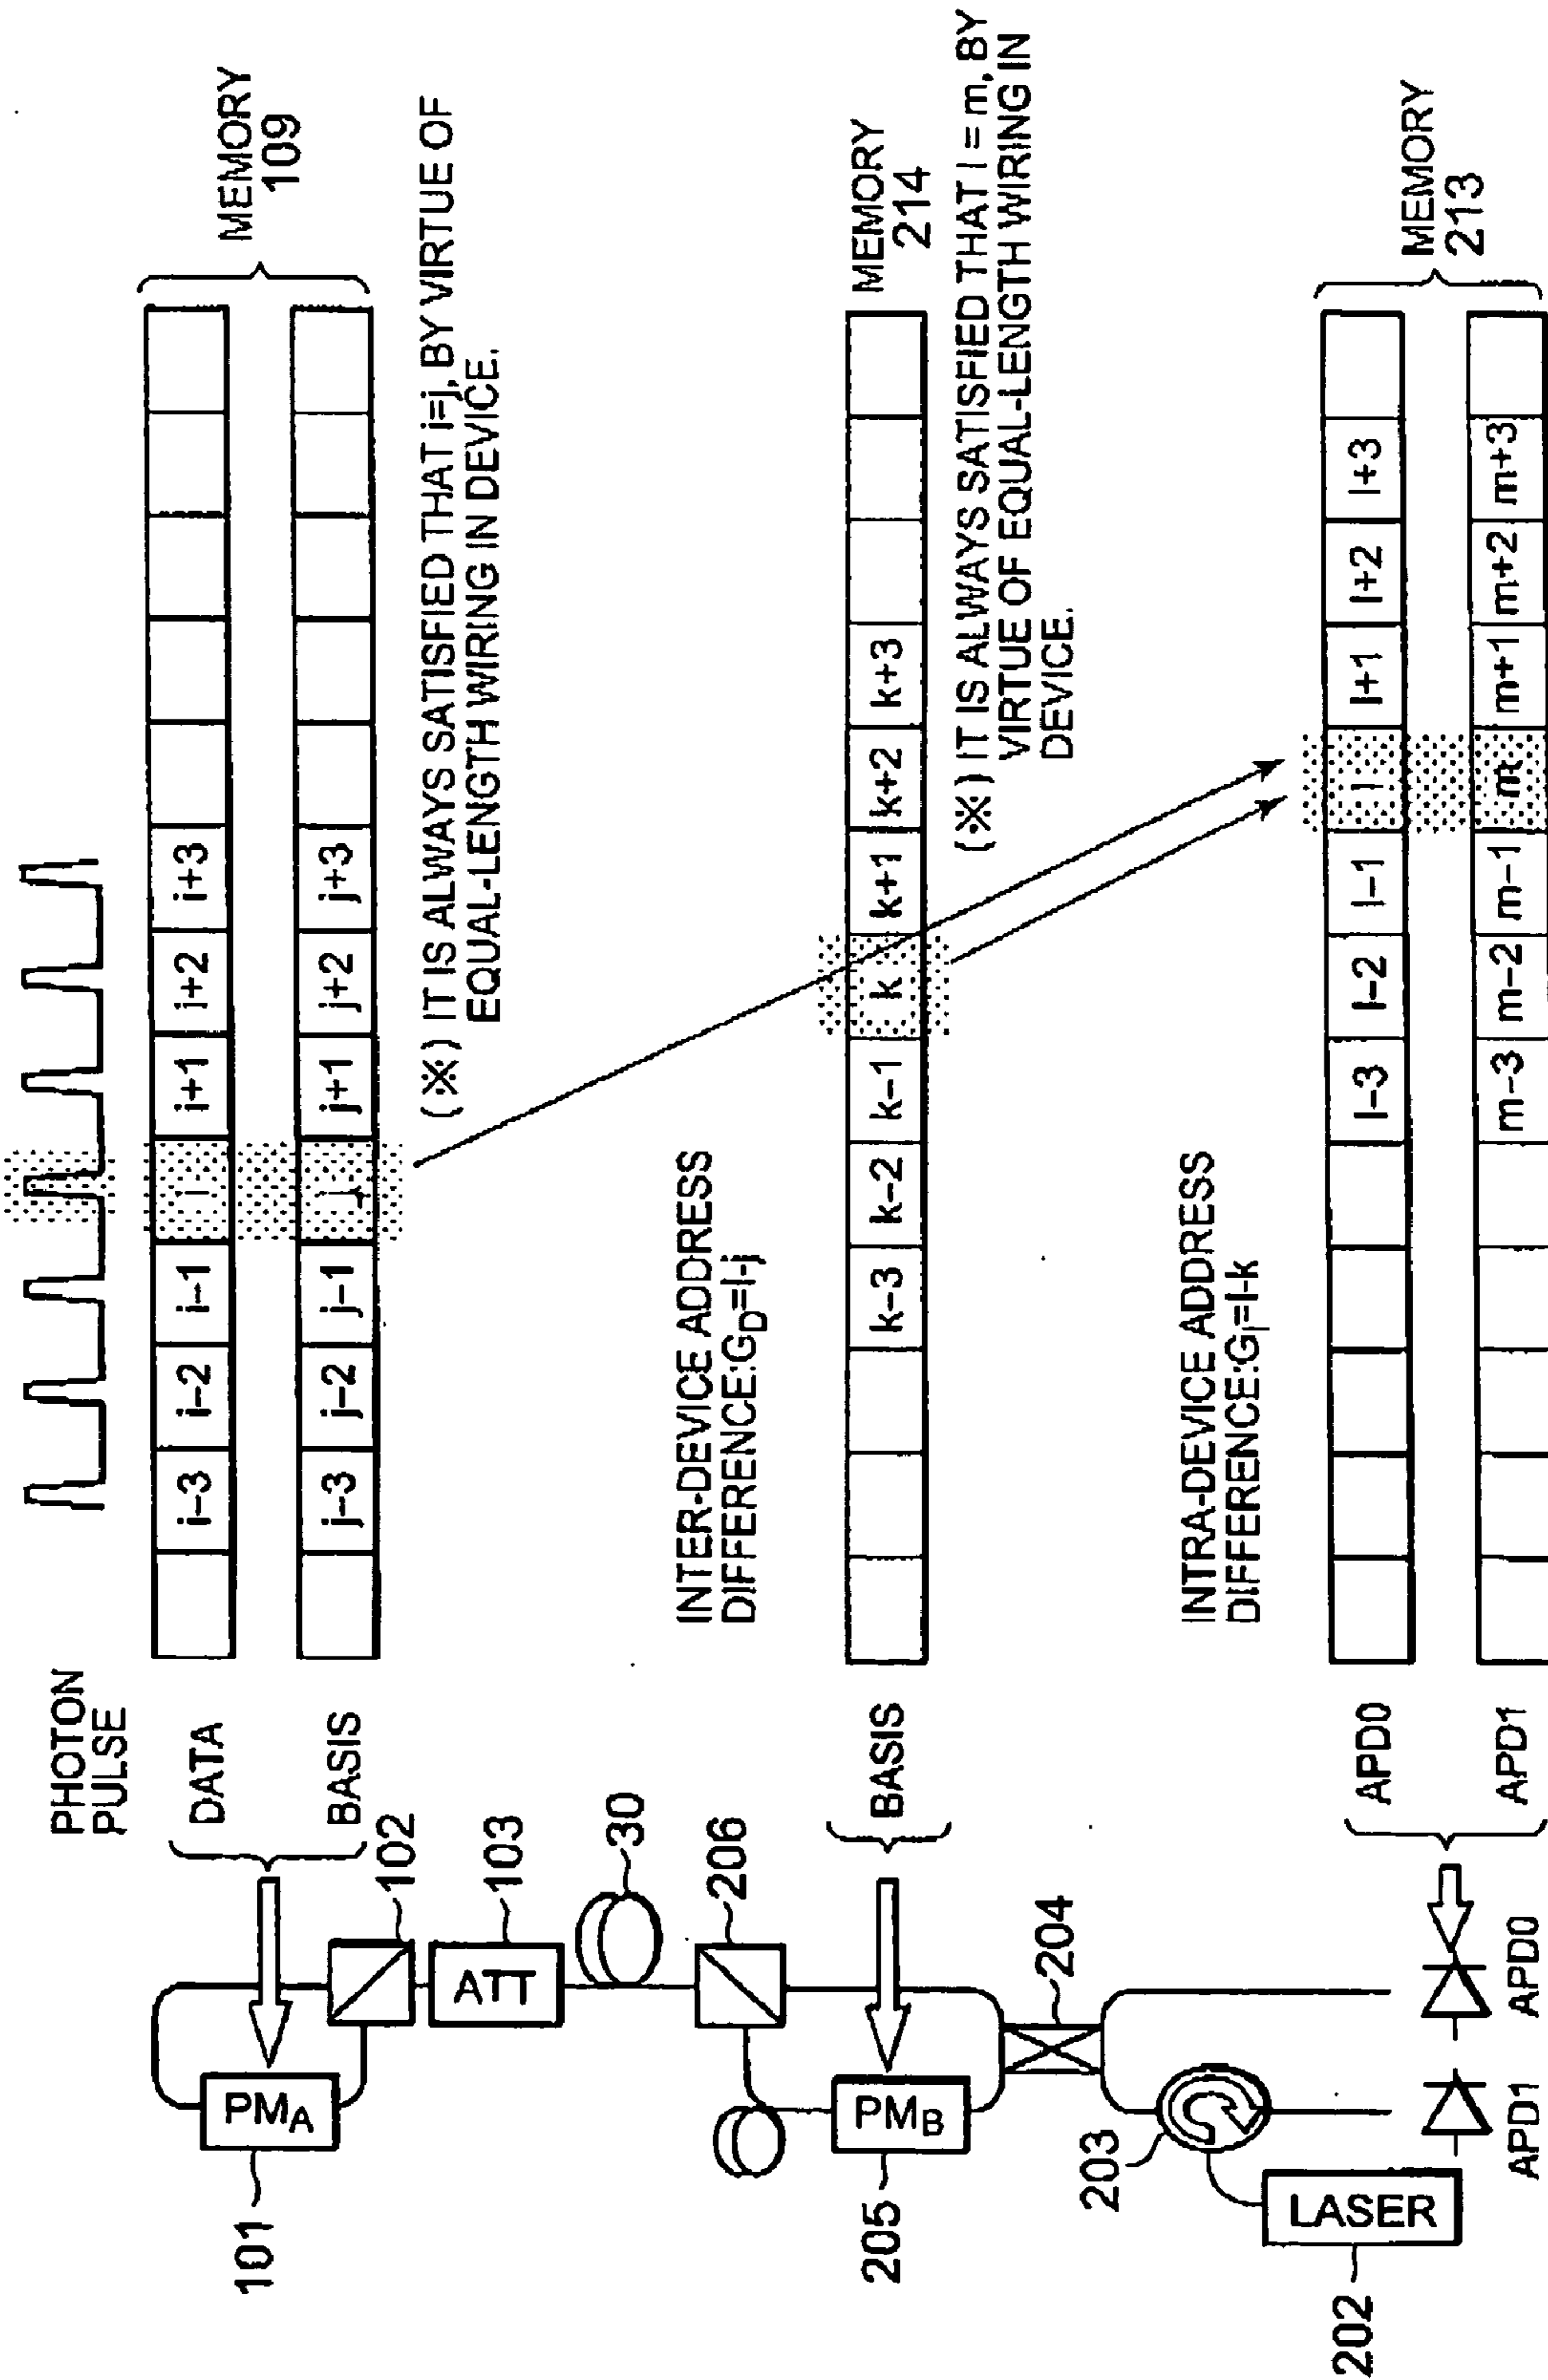 PHOTON
PULSE
DATA
i-3 i-2 i-1 i i+1 i+2 i+3
BASIS
j-3 j-2 j-1 j j+1 j+2 j+3
MEMORY
109
(※) IT IS ALWAYS SATISFIED THAT i=j, BY VIRTUE OF
EQUAL-LENGTH WIRING IN DEVICE.
101
PMA
102
103
ATT
30
206
INTER-DEVICE ADDRESS
DIFFERENCE:GD=l-j
BASIS
k-3 k-2 k-1 k k+1 k+2 k+3
MEMORY
214
(※) IT IS ALWAYS SATISFIED THAT l = m, BY
VIRTUE OF EQUAL-LENGTH WIRING IN
DEVICE.
205
PMB
204
203
202
LASER
INTRA-DEVICE ADDRESS
DIFFERENCE:GI=l-k
APD0
l-3 l-2 l-1 l l+1 l+2 l+3
APD1
m-3 m-2 m-1 m m+1 m+2 m+3
MEMORY
213
APD1
APD0